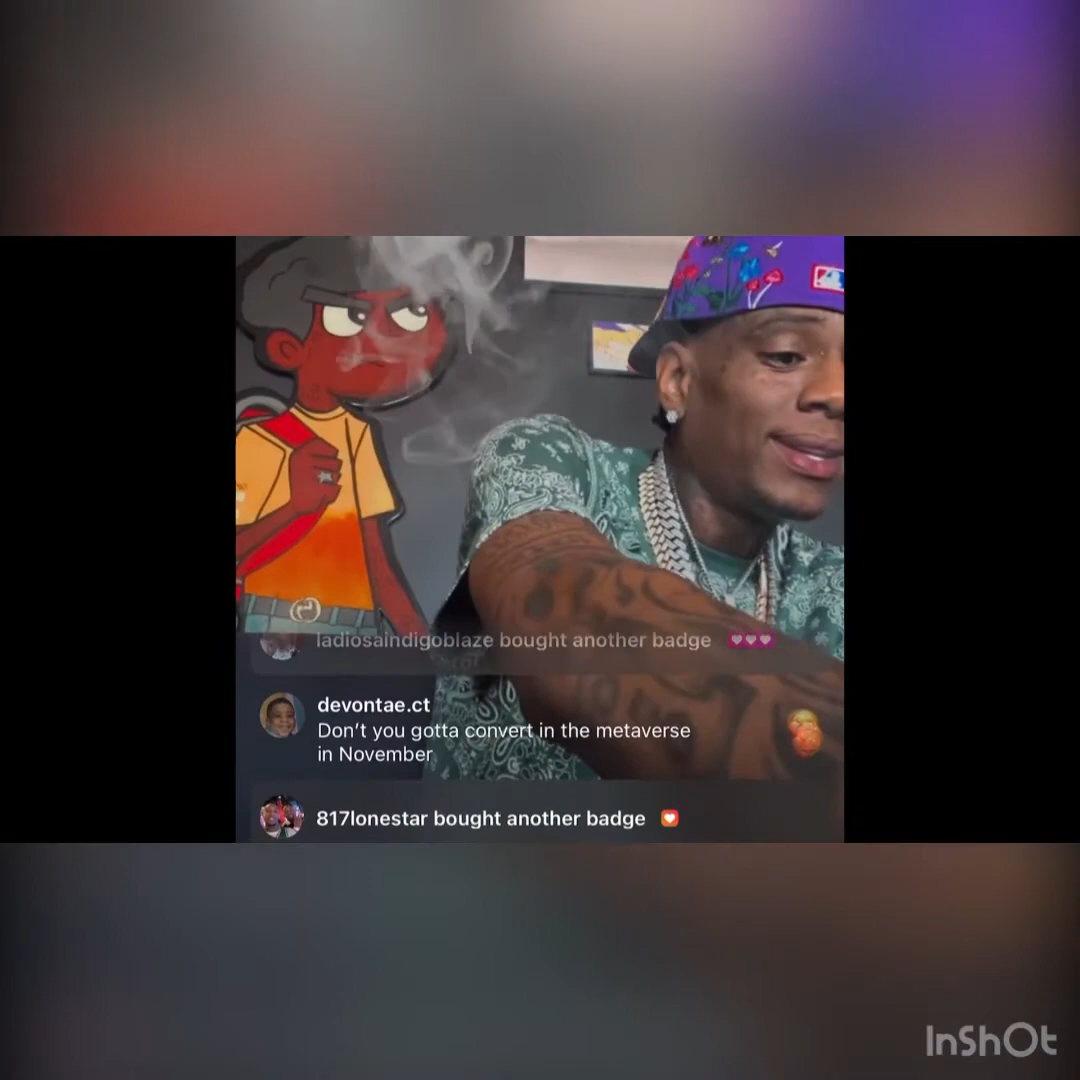 ladiosaindigoblaze bought another badge
devontae.ct
Don’t you gotta convert in the metaverse
in November
817lonestar bought another badge
InShOt